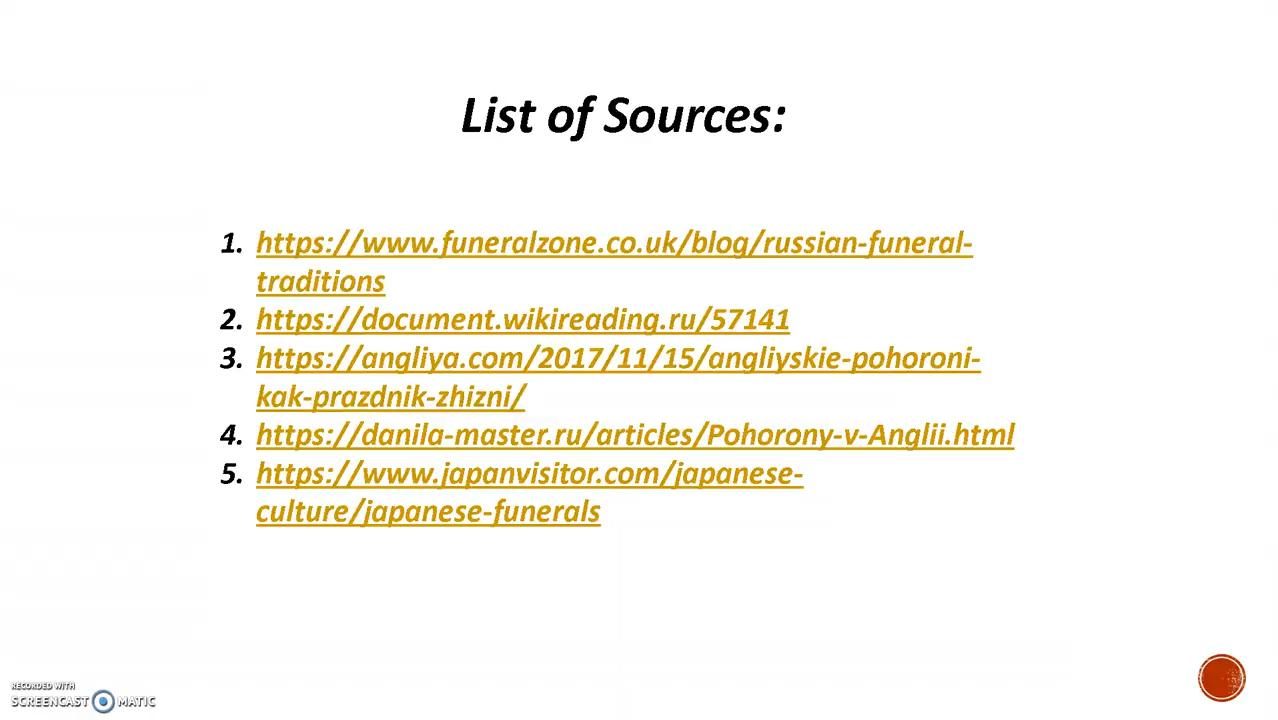 List of Sources:
1. https://www.funeralzone.co.uk/blog/russian-funeral-
traditions
2. https://document.wikireading.ru/57141
3. https://angliya.com/2017/11/15/angliyskie-pohoroni-
kak-prazdnik-zhizni/
4. https://danila-master.ru/articles/Pohorony-v-Anglii.html
5. https://www.japanvisitor.com/japanese-
culture/japanese-funerals
RECORDED WITH
SCREENCAST MATIC